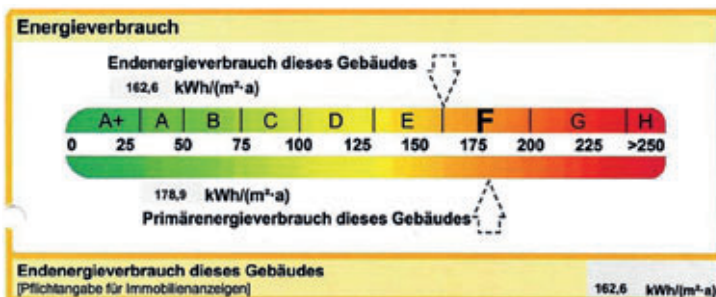 Energieverbrauch
Endenergieverbrauch dieses Gebäudes
162,6 kWh/(m²·a)
A+ A B C D E F G H
0 25 50 75 100 125 150 175 200 225 >250
178,9 kWh/(m²·a)
Primärenergieverbrauch dieses Gebäudes
Endenergieverbrauch dieses Gebäudes
[Pflichtangabe für Immobilienanzeigen]
162,6 kWh/(m²·a)